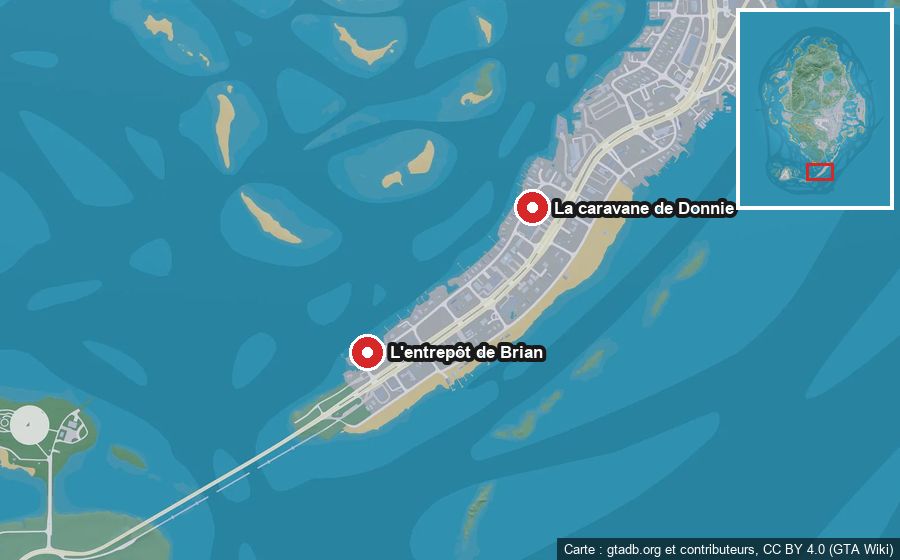 La caravane de Donnie
L'entrepôt de Brian
Carte : gtadb.org et contributeurs, CC BY 4.0 (GTA Wiki)